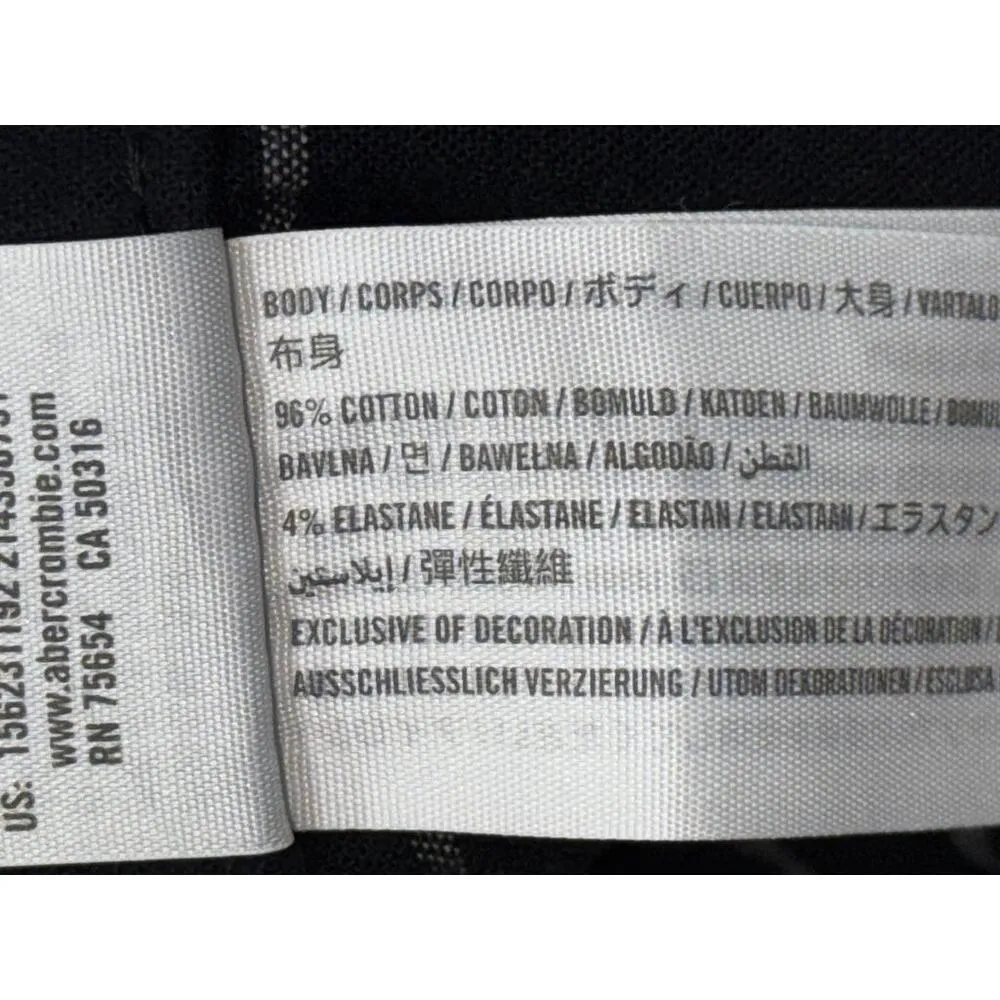 US: 156231192
www.abercrombie.com
RN 75654 CA 50316
BODY / CORPS / CORPO / ボディ / CUERPO / 大身 / VARTALO
布身
96% COTTON / COTON / BOMULD / KATOEN / BAUMWOLLE /
BAVLNA / 면 / BAWEŁNA / ALGODÃO / القطن
4% ELASTANE / ÉLASTANE / ELASTAN / ELASTAAN / エラスタン
إيلاستين / 彈性纖維
EXCLUSIVE OF DECORATION / À L'EXCLUSION DE LA DÉCORATION /
AUSSCHLIESSLICH VERZIERUNG / UTOM DEKORATIONEN / ESCLUSA